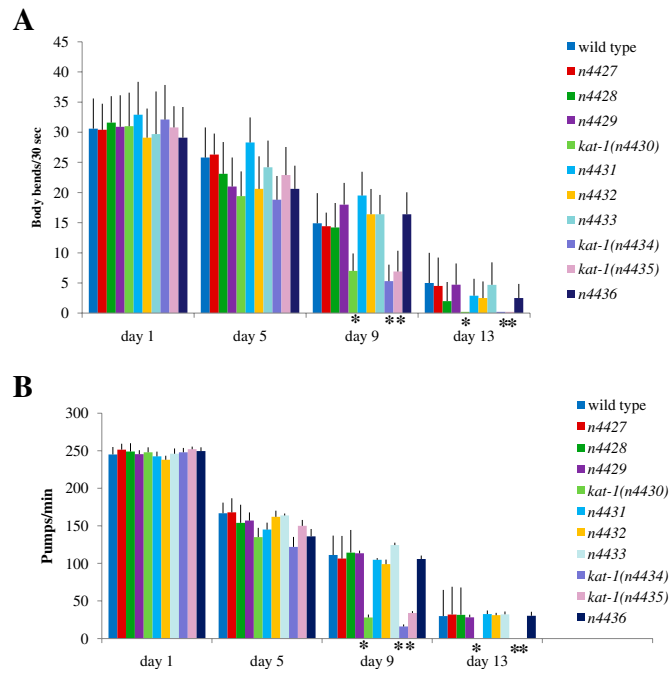 A
Body bends/30 sec
45
40
35
30
25
20
15
10
5
0
day 1
day 5
day 9
day 13
*
**
*
**
wild type
n4427
n4428
n4429
kat-1(n4430)
n4431
n4432
n4433
kat-1(n4434)
kat-1(n4435)
n4436
B
Pumps/min
300
250
200
150
100
50
0
day 1
day 5
day 9
day 13
*
**
*
**
wild type
n4427
n4428
n4429
kat-1(n4430)
n4431
n4432
n4433
kat-1(n4434)
kat-1(n4435)
n4436